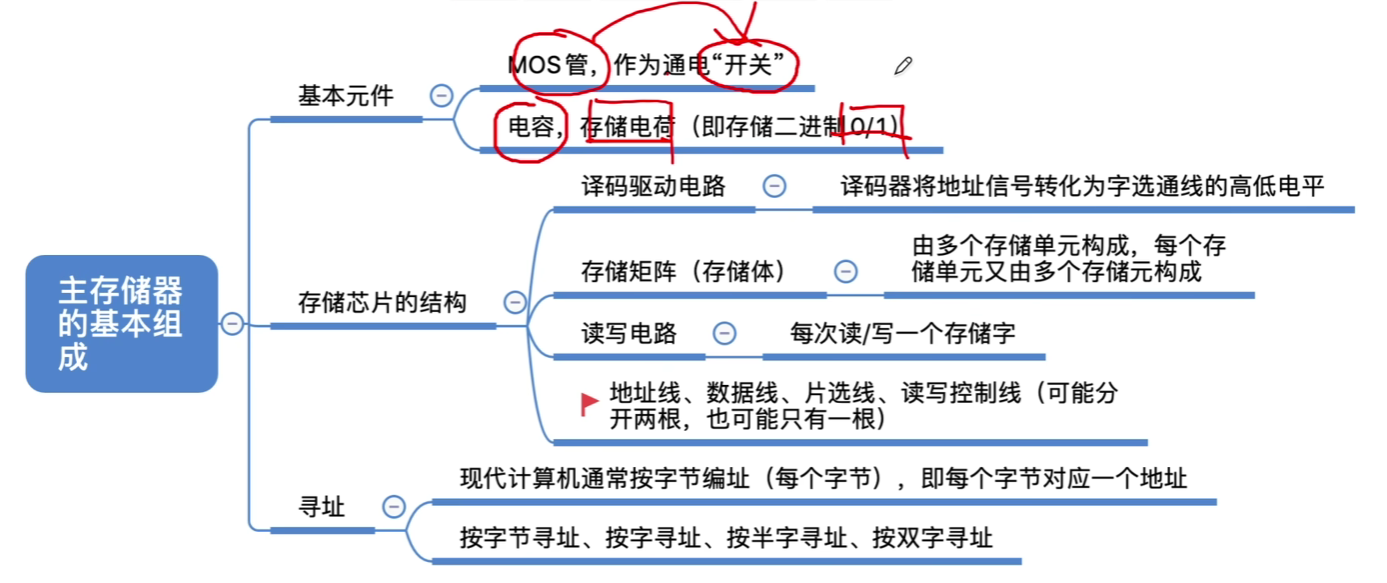 MOS管，作为通电“开关”
基本元件
电容，存储电荷（即存储二进制0/1）
译码驱动电路
译码器将地址信号转化为字选通线的高低电平
由多个存储单元构成，每个存
储单元又由多个存储元构成
存储矩阵（存储体）
主存储器
的基本组
成
存储芯片的结构
读写电路
每次读/写一个存储字
地址线、数据线、片选线、读写控制线（可能分
开两根，也可能只有一根）
现代计算机通常按字节编址（每个字节），即每个字节对应一个地址
寻址
按字节寻址、按字寻址、按半字寻址、按双字寻址